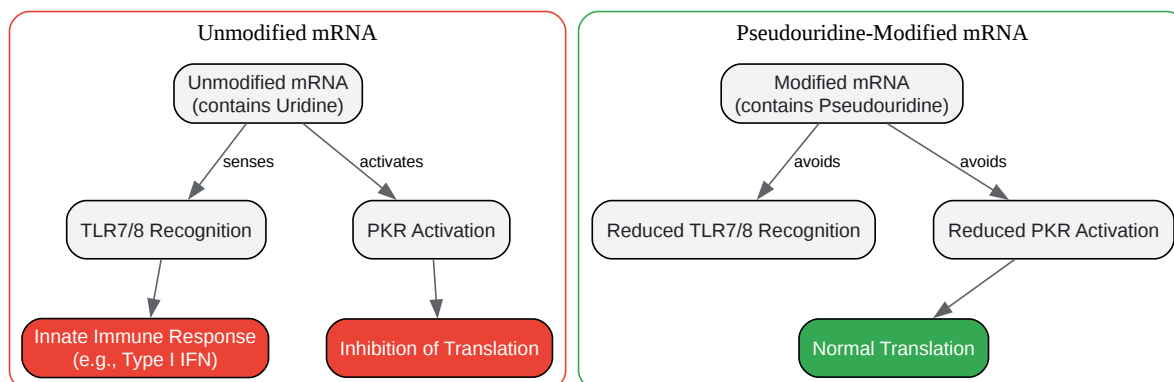 Unmodified mRNA
Unmodified mRNA
(contains Uridine)
senses
activates
TLR7/8 Recognition
PKR Activation
Innate Immune Response
(e.g., Type I IFN)
Inhibition of Translation
Pseudouridine-Modified mRNA
Modified mRNA
(contains Pseudouridine)
avoids
avoids
Reduced TLR7/8 Recognition
Reduced PKR Activation
Normal Translation